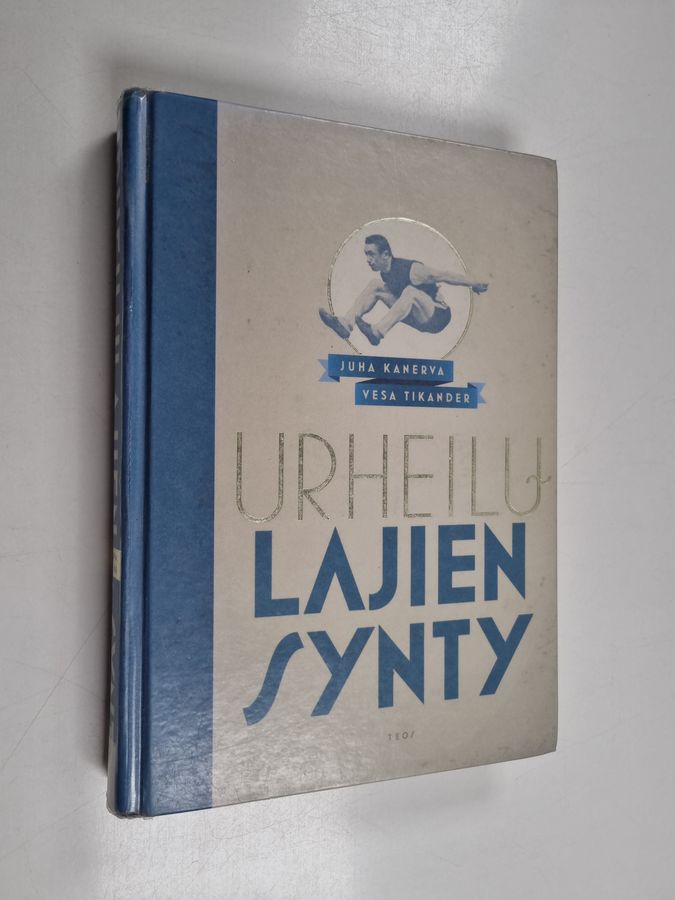 JUHA KANERVA
VESA TIKANDER
URHEILU
LAJIEN
SYNTY
TEOS